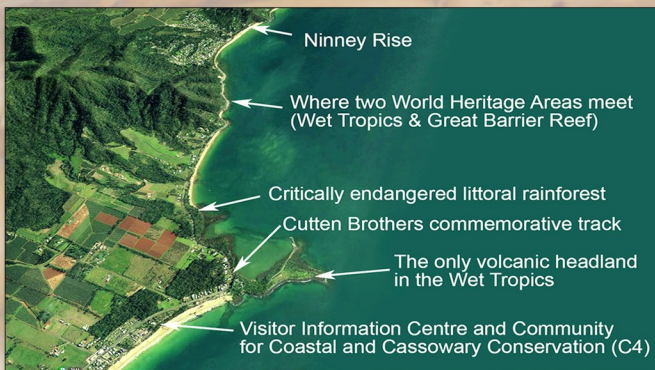 Ninney Rise
Where two World Heritage Areas meet
(Wet Tropics & Great Barrier Reef)
Critically endangered littoral rainforest
Cutten Brothers commemorative track
The only volcanic headland
in the Wet Tropics
Visitor Information Centre and Community
for Coastal and Cassowary Conservation (C4)